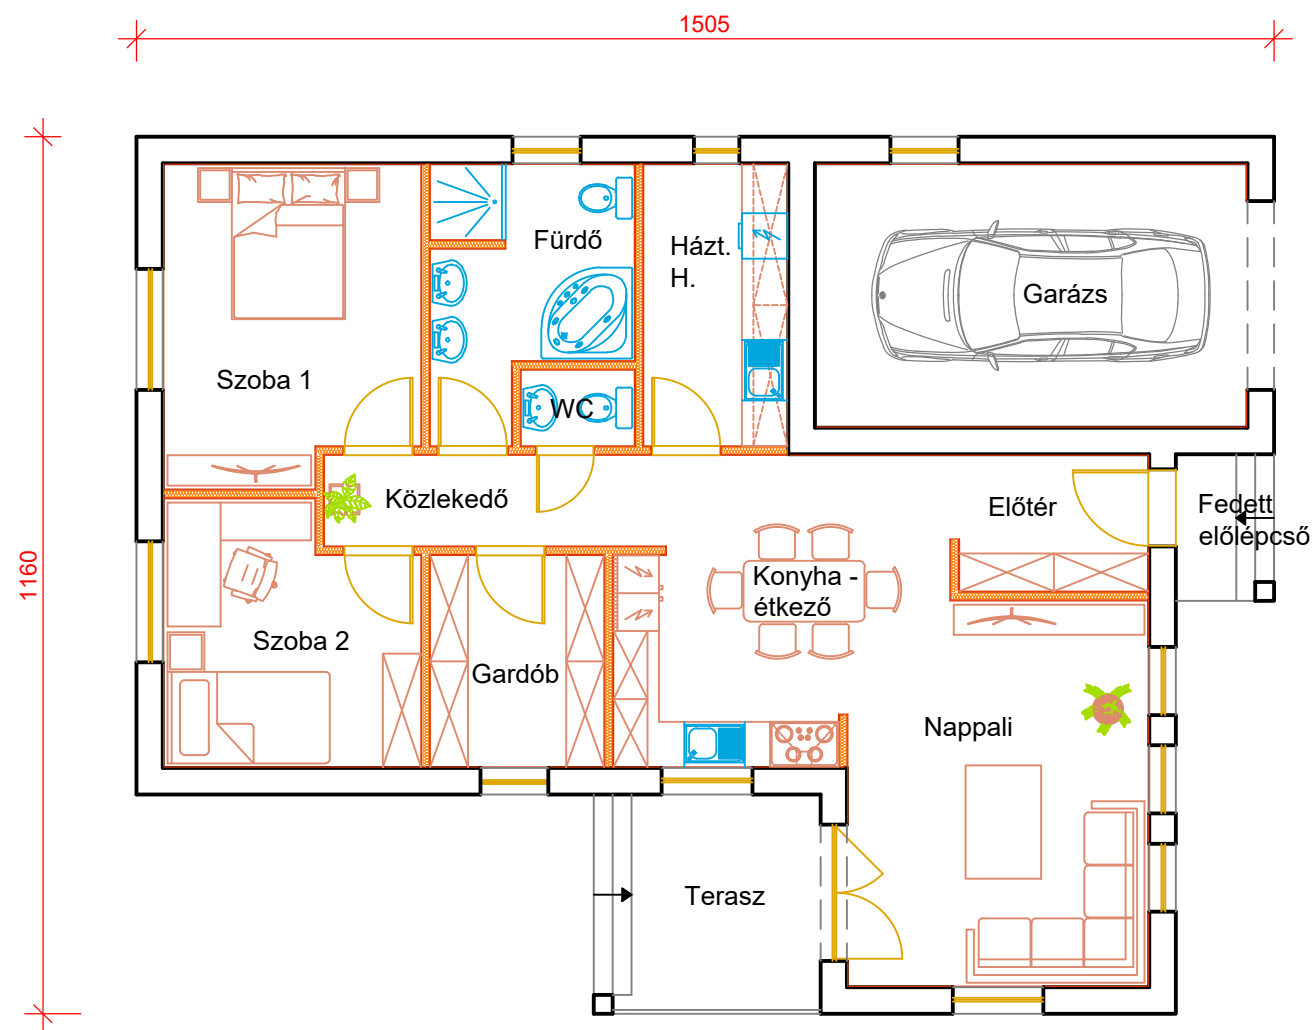 1505
1160
Fürdő
Házt.
H.
Garázs
Szoba 1
WC
Közlekedő
Előtér
Fedett
előlépcső
Konyha -
étkező
Szoba 2
Gardób
Nappali
Terasz